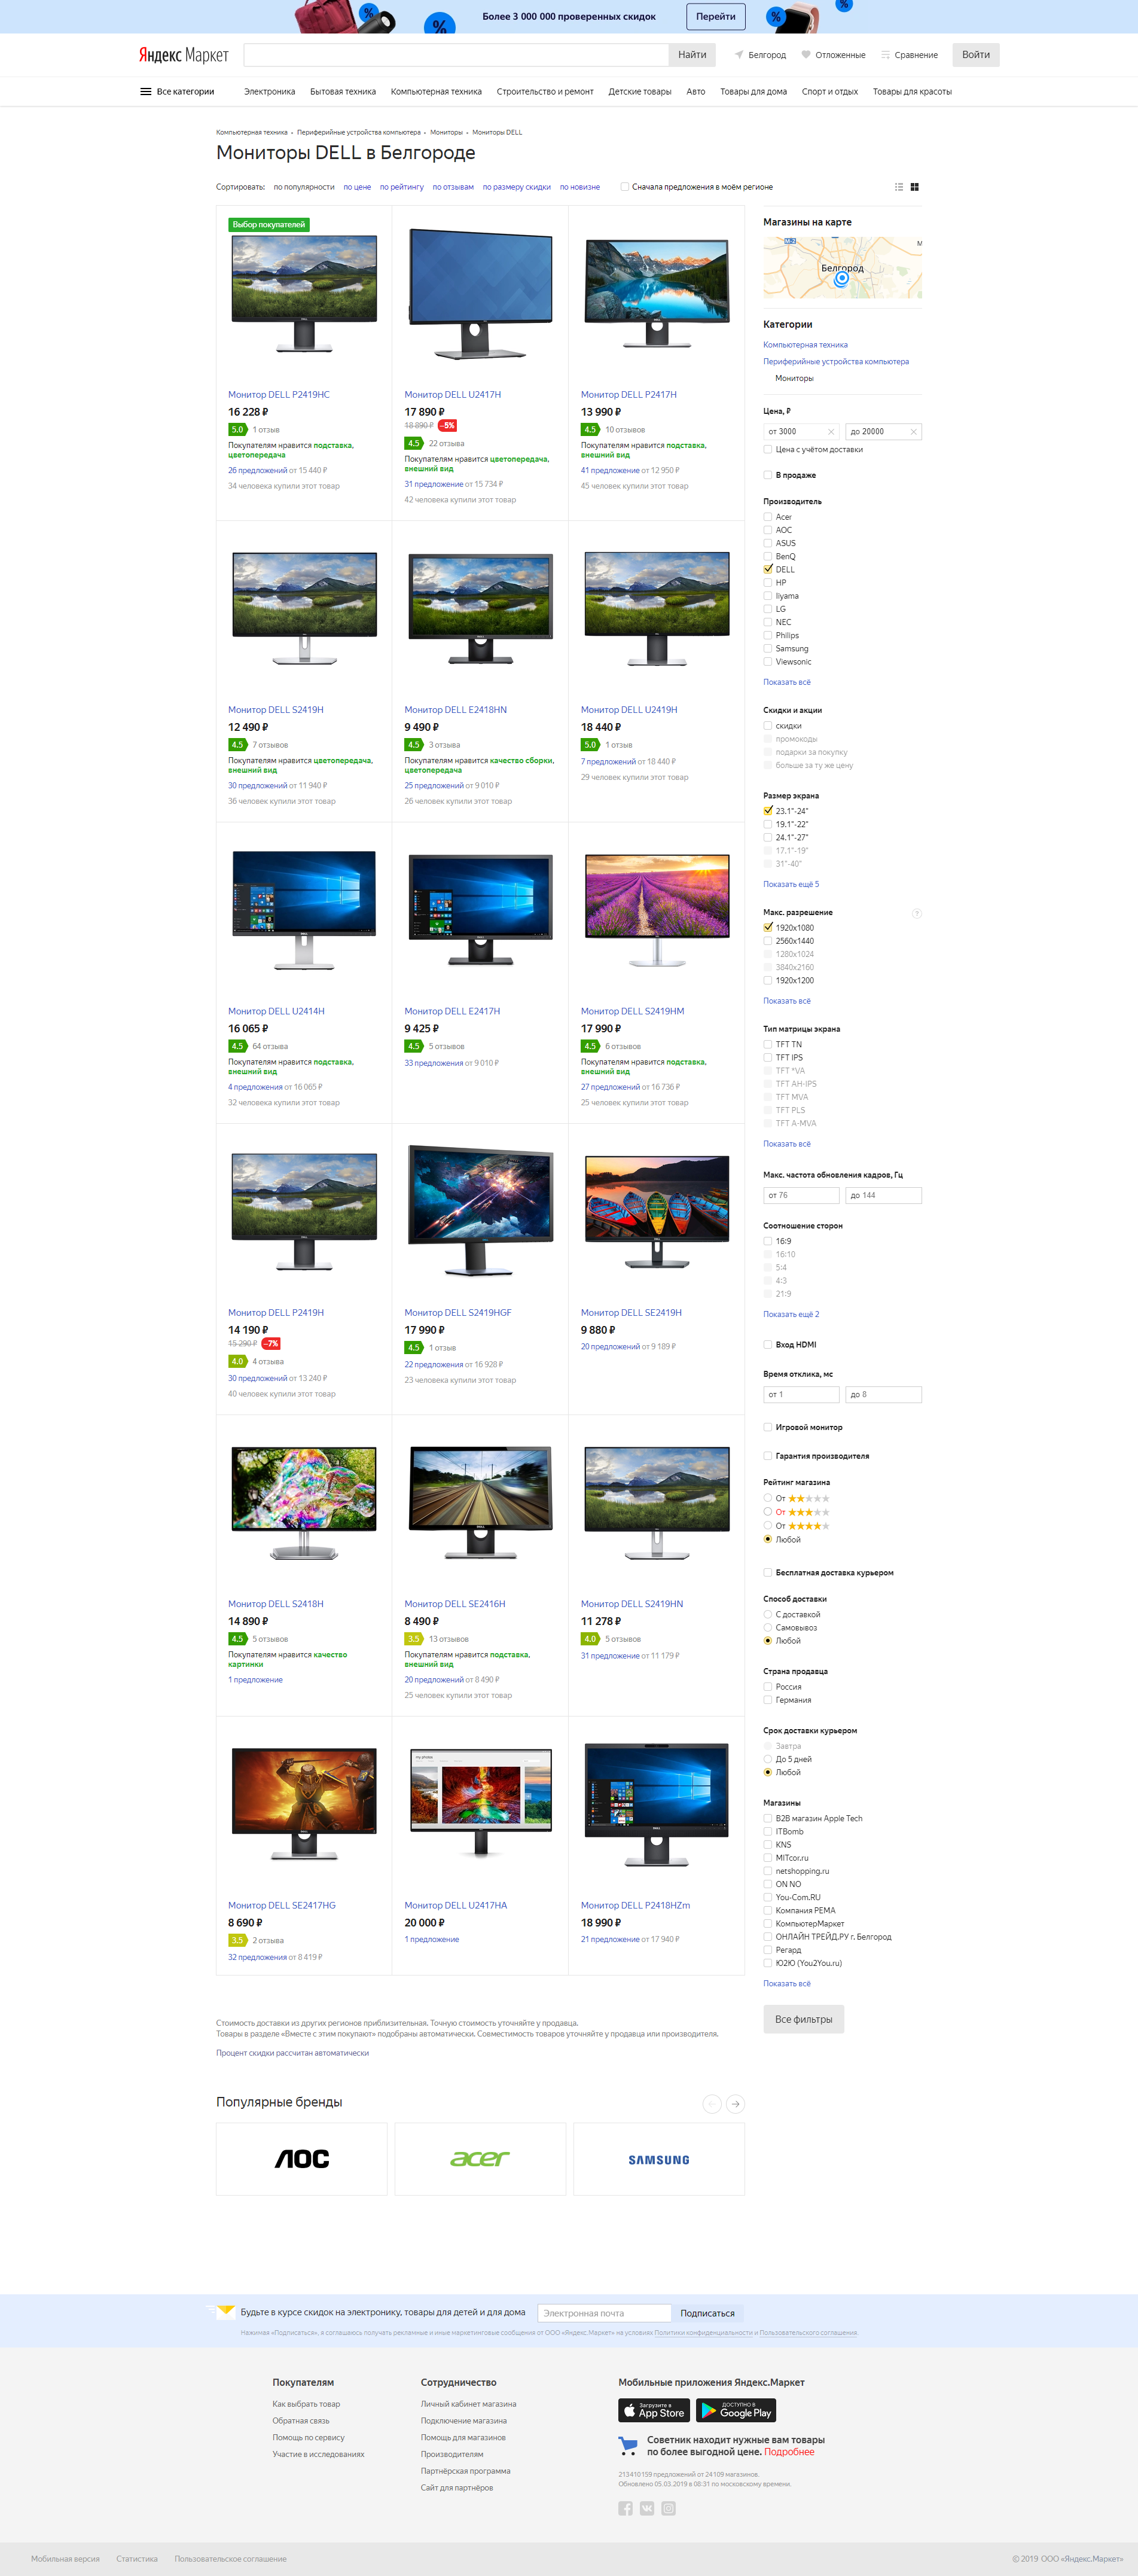 Более 3 000 000 проверенных скидок
Перейти
Яндекс Маркет
Найти
Белгород
Отложенные
Сравнение
Войти
Все категории
Электроника
Бытовая техника
Компьютерная техника
Строительство и ремонт
Детские товары
Авто
Товары для дома
Спорт и отдых
Товары для красоты
Компьютерная техника • Периферийные устройства компьютера • Мониторы • Мониторы DELL
Мониторы DELL в Белгороде
Сортировать: по популярности по цене по рейтингу по отзывам по размеру скидки по новизне
Сначала предложения в моём регионе
Выбор покупателей
Монитор DELL P2419HC
16 228 ₽
5.0 1 отзыв
Покупателям нравится подставка,
цветопередача
26 предложений от 15 440 ₽
34 человека купили этот товар
Монитор DELL U2417H
17 890 ₽
18 890 ₽ –5%
4.5 22 отзыва
Покупателям нравится цветопередача,
внешний вид
31 предложение от 15 734 ₽
42 человека купили этот товар
Монитор DELL P2417H
13 990 ₽
4.5 10 отзывов
Покупателям нравится подставка,
внешний вид
41 предложение от 12 950 ₽
45 человек купили этот товар
Монитор DELL S2419H
12 490 ₽
4.5 7 отзывов
Покупателям нравится цветопередача,
внешний вид
30 предложений от 11 940 ₽
36 человек купили этот товар
Монитор DELL E2418HN
9 490 ₽
4.5 3 отзыва
Покупателям нравится качество сборки,
цветопередача
25 предложений от 9 010 ₽
26 человек купили этот товар
Монитор DELL U2419H
18 440 ₽
5.0 1 отзыв
7 предложений от 18 440 ₽
29 человек купили этот товар
Монитор DELL U2414H
16 065 ₽
4.5 64 отзыва
Покупателям нравится подставка,
внешний вид
4 предложения от 16 065 ₽
32 человека купили этот товар
Монитор DELL E2417H
9 425 ₽
4.5 5 отзывов
33 предложения от 9 010 ₽
Монитор DELL S2419HM
17 990 ₽
4.5 6 отзывов
Покупателям нравится подставка,
внешний вид
27 предложений от 16 736 ₽
25 человек купили этот товар
Монитор DELL P2419H
14 190 ₽
15 290 ₽ –7%
4.0 4 отзыва
30 предложений от 13 240 ₽
40 человек купили этот товар
Монитор DELL S2419HGF
17 990 ₽
4.5 1 отзыв
22 предложения от 16 928 ₽
23 человека купили этот товар
Монитор DELL SE2419H
9 880 ₽
20 предложений от 9 189 ₽
Монитор DELL S2418H
14 890 ₽
4.5 5 отзывов
Покупателям нравится качество
картинки
1 предложение
Монитор DELL SE2416H
8 490 ₽
3.5 13 отзывов
Покупателям нравится подставка,
внешний вид
20 предложений от 8 490 ₽
25 человек купили этот товар
Монитор DELL S2419HN
11 278 ₽
4.0 5 отзывов
31 предложение от 11 179 ₽
Монитор DELL SE2417HG
8 690 ₽
3.5 2 отзыва
32 предложения от 8 419 ₽
Монитор DELL U2417HA
20 000 ₽
1 предложение
Монитор DELL P2418HZm
18 990 ₽
21 предложение от 17 940 ₽
Магазины на карте
М-2
Белгород
Категории
Компьютерная техника
Периферийные устройства компьютера
Мониторы
Цена, ₽
от 3000
до 20000
Цена с учётом доставки
В продаже
Производитель
Acer
AOC
ASUS
BenQ
DELL
HP
Iiyama
LG
NEC
Philips
Samsung
Viewsonic
Показать всё
Скидки и акции
скидки
промокоды
подарки за покупку
больше за ту же цену
Размер экрана
23.1"-24"
19.1"-22"
24.1"-27"
17.1"-19"
31"-40"
Показать ещё 5
Макс. разрешение
?
1920x1080
2560x1440
1280x1024
3840x2160
1920x1200
Показать всё
Тип матрицы экрана
TFT TN
TFT IPS
TFT *VA
TFT AH-IPS
TFT MVA
TFT PLS
TFT A-MVA
Показать всё
Макс. частота обновления кадров, Гц
от 76
до 144
Соотношение сторон
16:9
16:10
5:4
4:3
21:9
Показать ещё 2
Вход HDMI
Время отклика, мс
от 1
до 8
Игровой монитор
Гарантия производителя
Рейтинг магазина
От
От
От
Любой
Бесплатная доставка курьером
Способ доставки
С доставкой
Самовывоз
Любой
Страна продавца
Россия
Германия
Срок доставки курьером
Завтра
До 5 дней
Любой
Магазины
B2B магазин Apple Tech
ITBomb
KNS
MITcor.ru
netshopping.ru
ON NO
You-Com.RU
Компания РЕМА
КомпьютерМаркет
ОНЛАЙН ТРЕЙД.РУ г. Белгород
Регард
Ю2Ю (You2You.ru)
Показать всё
Все фильтры
Стоимость доставки из других регионов приблизительная. Точную стоимость уточняйте у продавца.
Товары в разделе «Вместе с этим покупают» подобраны автоматически. Совместимость товаров уточняйте у продавца или производителя.
Процент скидки рассчитан автоматически
Популярные бренды
AOC
acer
SAMSUNG
Будьте в курсе скидок на электронику, товары для детей и для дома
Электронная почта
Подписаться
Нажимая «Подписаться», я соглашаюсь получать рекламные и иные маркетинговые сообщения от ООО «Яндекс.Маркет» на условиях Политики конфиденциальности и Пользовательского соглашения.
Покупателям
Как выбрать товар
Обратная связь
Помощь по сервису
Участие в исследованиях
Сотрудничество
Личный кабинет магазина
Подключение магазина
Помощь для магазинов
Производителям
Партнёрская программа
Сайт для партнёров
Мобильные приложения Яндекс.Маркет
Загрузите в
App Store
ДОСТУПНО В
Google Play
Советник находит нужные вам товары
по более выгодной цене. Подробнее
213410159 предложений от 24109 магазинов.
Обновлено 05.03.2019 в 08:31 по московскому времени.
Мобильная версия
Статистика
Пользовательское соглашение
© 2019 ООО «Яндекс.Маркет»